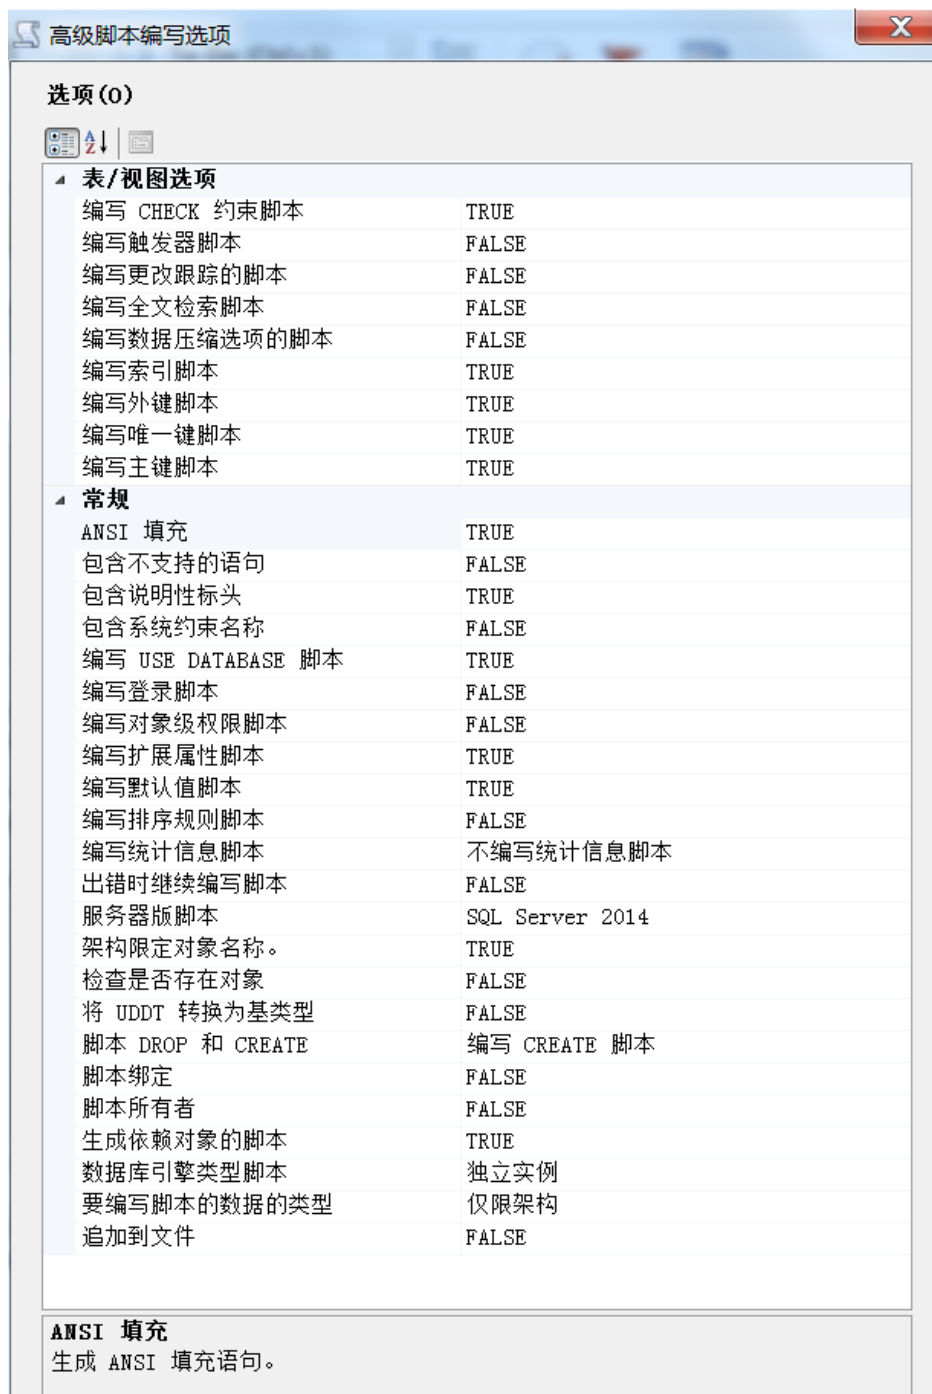 高级脚本编写选项
选项(O)
表/视图选项
编写 CHECK 约束脚本 TRUE
编写触发器脚本 FALSE
编写更改跟踪的脚本 FALSE
编写全文检索脚本 FALSE
编写数据压缩选项的脚本 FALSE
编写索引脚本 TRUE
编写外键脚本 TRUE
编写唯一键脚本 TRUE
编写主键脚本 TRUE
常规
ANSI 填充 TRUE
包含不支持的语句 FALSE
包含说明性标头 TRUE
包含系统约束名称 FALSE
编写 USE DATABASE 脚本 TRUE
编写登录脚本 FALSE
编写对象级权限脚本 FALSE
编写扩展属性脚本 TRUE
编写默认值脚本 TRUE
编写排序规则脚本 FALSE
编写统计信息脚本 不编写统计信息脚本
出错时继续编写脚本 FALSE
服务器版脚本 SQL Server 2014
架构限定对象名称。 TRUE
检查是否存在对象 FALSE
将 UDDT 转换为基类型 FALSE
脚本 DROP 和 CREATE 编写 CREATE 脚本
脚本绑定 FALSE
脚本所有者 FALSE
生成依赖对象的脚本 TRUE
数据库引擎类型脚本 独立实例
要编写脚本的数据的类型 仅限架构
追加到文件 FALSE
ANSI 填充
生成 ANSI 填充语句。